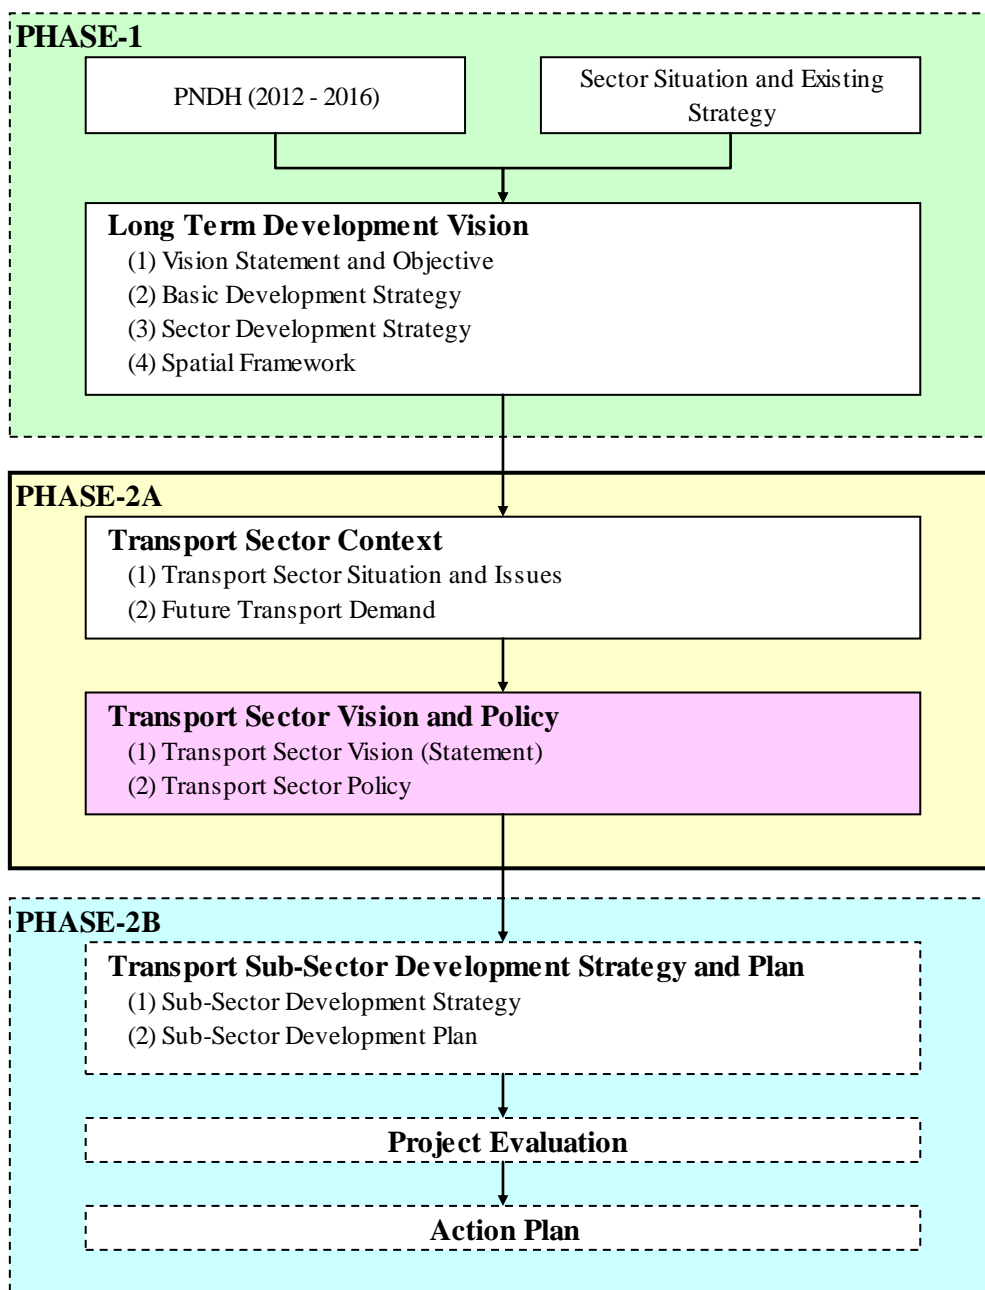 PHASE-1
PNDH (2012 - 2016)
Sector Situation and Existing
Strategy
Long Term Development Vision
(1) Vision Statement and Objective
(2) Basic Development Strategy
(3) Sector Development Strategy
(4) Spatial Framework
PHASE-2A
Transport Sector Context
(1) Transport Sector Situation and Issues
(2) Future Transport Demand
Transport Sector Vision and Policy
(1) Transport Sector Vision (Statement)
(2) Transport Sector Policy
PHASE-2B
Transport Sub-Sector Development Strategy and Plan
(1) Sub-Sector Development Strategy
(2) Sub-Sector Development Plan
Project Evaluation
Action Plan